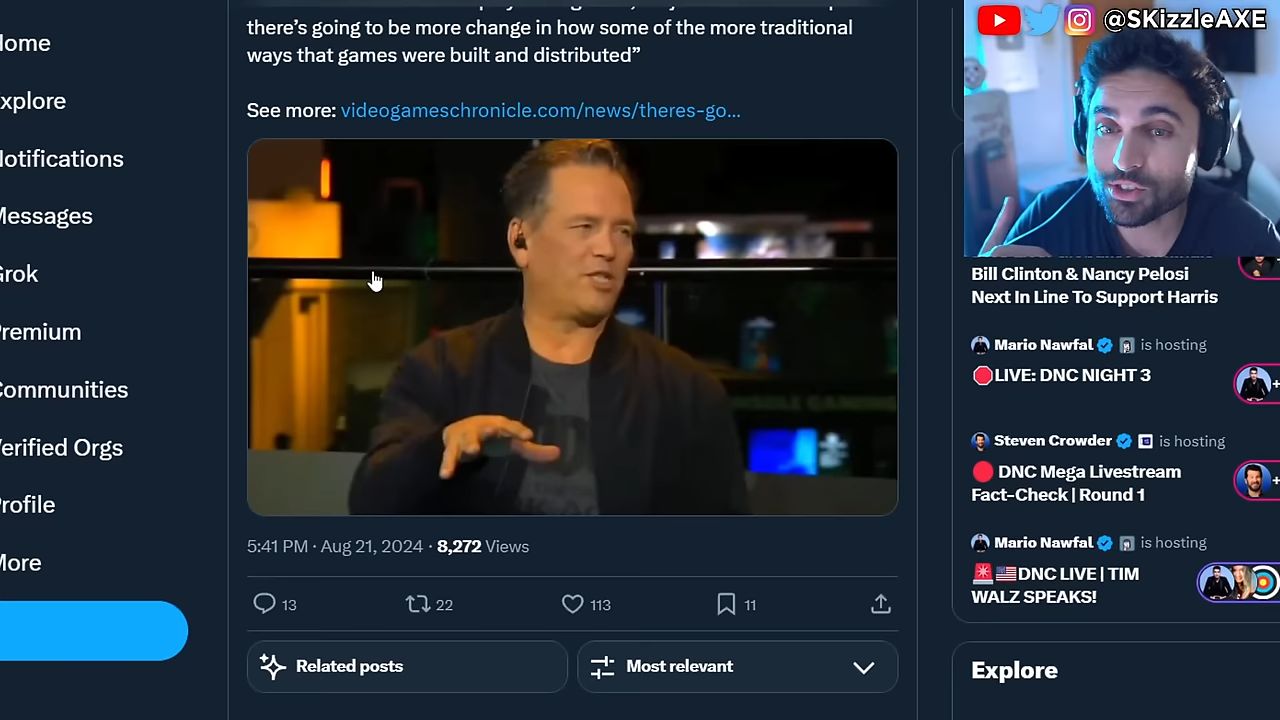 ome
xplore
otifications
Messages
Grok
Premium
Communities
Verified Orgs
Profile
More
there's going to be more change in how some of the more traditional
ways that games were built and distributed"
See more: videogameschronicle.com/news/theres-go...
5:41 PM · Aug 21, 2024 · 8,272 Views
13
22
113
11
Related posts
Most relevant
@SKizzleAXE
Bill Clinton & Nancy Pelosi
Next In Line To Support Harris
Mario Nawfal is hosting
LIVE: DNC NIGHT 3
Steven Crowder is hosting
DNC Mega Livestream
Fact-Check | Round 1
Mario Nawfal is hosting
DNC LIVE | TIM
WALZ SPEAKS!
Explore